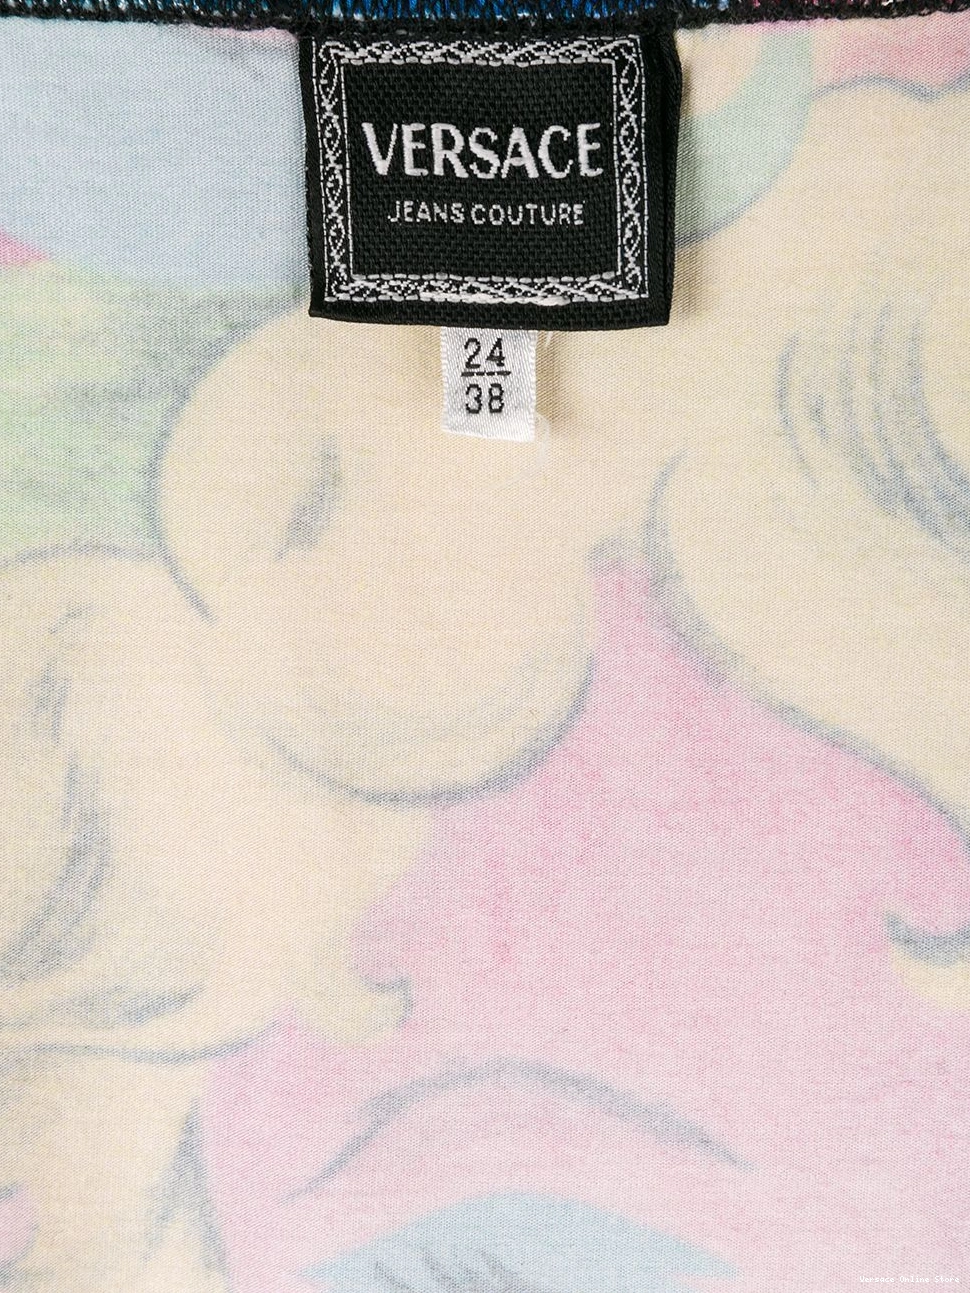 VERSACE
JEANS COUTURE
24
38
Versace Online Store